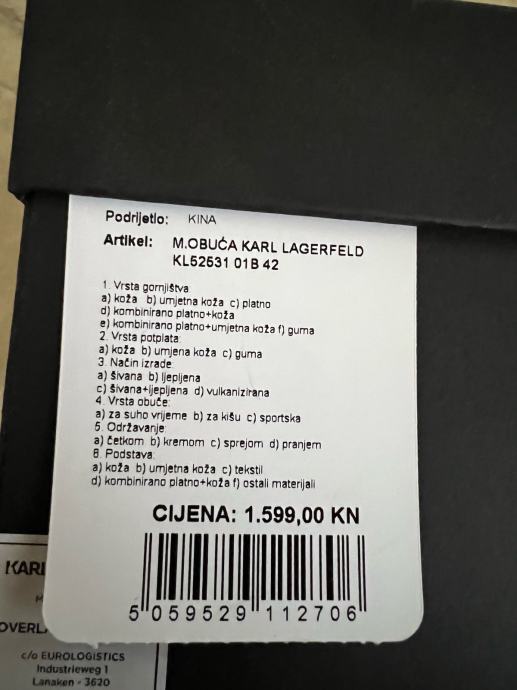 Podrijetlo: KINA
Artikel: M.OBUĆA KARL LAGERFELD
KL52531 01B 42
1. Vrsta gornjištva:
a) koža b) umjetna koža c) platno
d) kombinirano platno+koža
e) kombinirano platno+umjetna koža f) guma
2. Vrsta potplata:
a) koža b) umjena koža c) guma
3. Način izrade:
a) šivana b) ljepljena
c) šivana+ljepljena d) vulkanizirana
4. Vrsta obuče:
a) za suho vrijeme b) za kišu c) sportska
5. Održavanje:
a) četkom b) kremom c) sprejom d) pranjem
6. Podstava:
a) koža b) umjetna koža c) tekstil
d) kombinirano platno+koža f) ostali materijali
CIJENA: 1.599,00 KN
5 059529 112706
KARL
c/o EUROLOGISTICS
Industrieweg 1
Lanaken - 3620